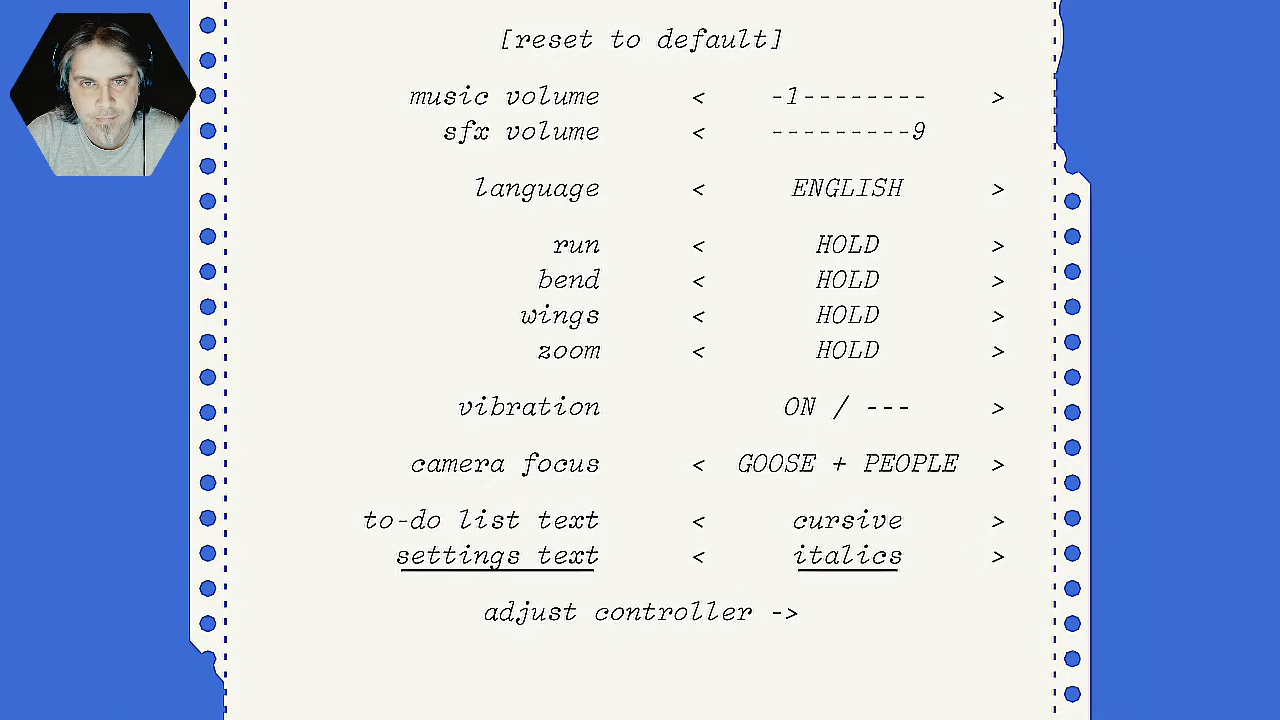 [reset to default]
music volume < -1-------- >
sfx volume < ---------9
language < ENGLISH >
run < HOLD >
bend < HOLD >
wings < HOLD >
zoom < HOLD >
vibration ON / --- >
camera focus < GOOSE + PEOPLE >
to-do list text < cursive >
settings text < italics >
adjust controller ->